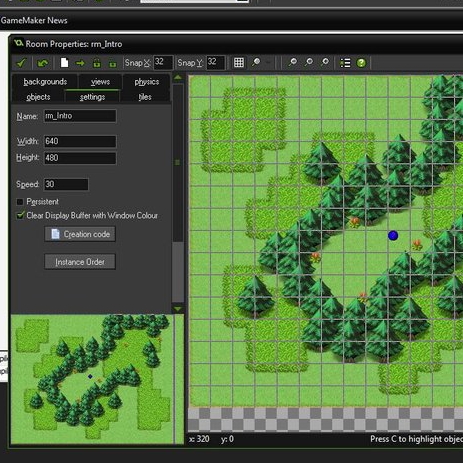 GameMaker News
Room Properties: rm_Intro
Snap X: 32 Snap Y: 32
backgrounds views physics
objects settings tiles
Name: rm_Intro
Width: 640
Height: 480
Speed: 30
Persistent
Clear Display Buffer with Window Colour
Creation code
Instance Order
x: 320 y: 0 Press C to highlight objec